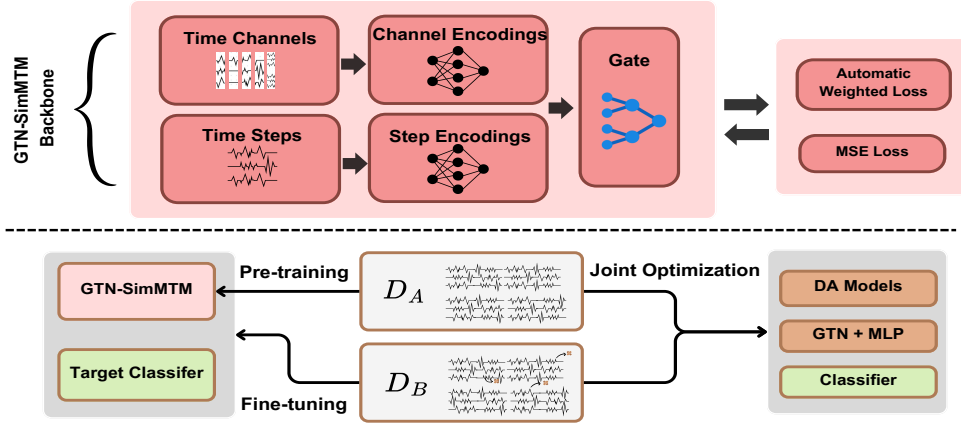 GTN-SimMTM
Backbone
Time Channels
Channel Encodings
Time Steps
Step Encodings
Gate
Automatic
Weighted Loss
MSE Loss
Pre-training
GTN-SimMTM
Target Classifer
Fine-tuning
D_A
D_B
Joint Optimization
DA Models
GTN + MLP
Classifier